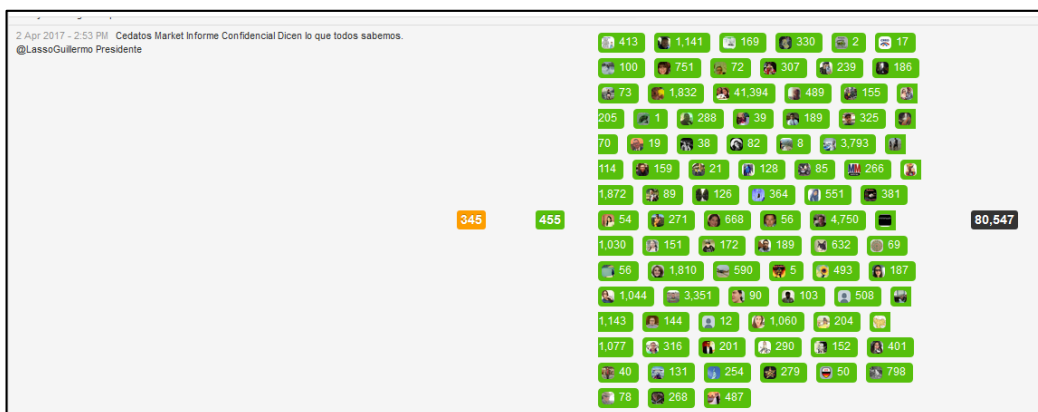 2 Apr 2017 - 2:53 PM Cedatos Market Informe Confidencial Dicen lo que todos sabemos.
@LassoGuillermo Presidente
413 1,141 169 330 2 17
100 751 72 307 239 186
73 1,832 41,394 489 155
205 1 288 39 189 325
70 19 38 82 8 3,793
114 159 21 128 85 266
1,872 89 126 364 551 381
345 455 54 271 668 56 4,750 80,547
1,030 151 172 189 632 69
56 1,810 590 5 493 187
1,044 3,351 90 103 508
1,143 144 12 1,060 204
1,077 316 201 290 152 401
40 131 254 279 50 798
78 268 487